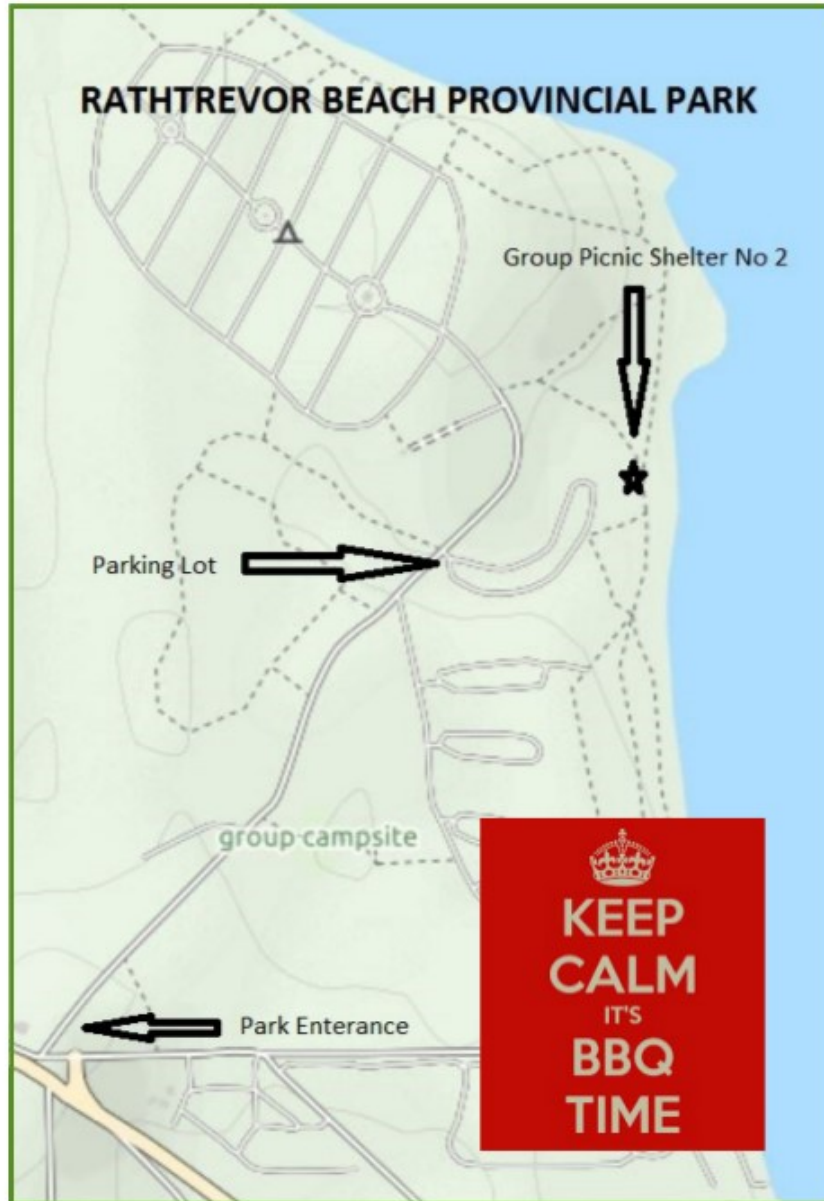 RATHTREVOR BEACH PROVINCIAL PARK
Group Picnic Shelter No 2
Parking Lot
group campsite
KEEP
CALM
IT'S
BBQ
TIME
Park Enterance